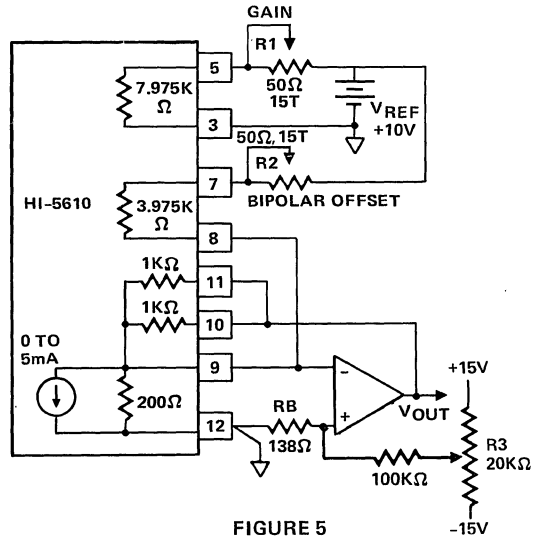 GAIN
R1
5
7.975K
Ω
50Ω
15T
VREF
+10V
3
50Ω, 15T
R2
7
BIPOLAR OFFSET
HI-5610
3.975K
Ω
8
1KΩ
11
1KΩ
10
0 TO
5mA
9
+15V
200Ω
RB
VOUT
12
138Ω
R3
20KΩ
100KΩ
-15V
FIGURE 5
−
+